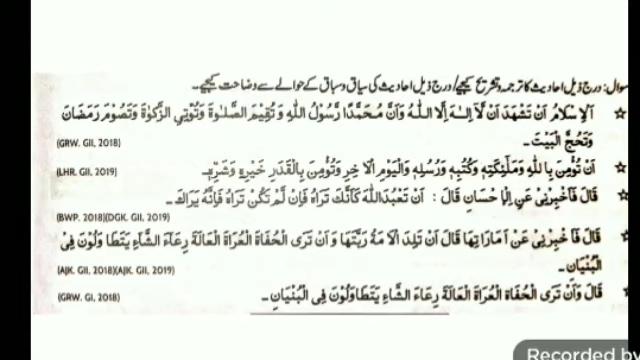 سوال: درج ذیل احادیث کا ترجمہ و تشریح کیجیے/ درج ذیل احادیث کی سیاق و سباق کے حوالے سے وضاحت کیجیے۔
☆ اَلْاِسْلَامُ اَنْ تَشْهَدَ اَنْ لَّآ اِلٰهَ اِلَّا اللّٰهُ وَاَنَّ مُحَمَّدًا رَّسُوْلُ اللّٰهِ وَتُقِيْمَ الصَّلٰوةَ وَتُؤْتِيَ الزَّكٰوةَ وَتَصُوْمَ رَمَضَانَ
وَتَحُجَّ الْبَيْتَ۔ (GRW. GII, 2018)
☆ اَنْ تُؤْمِنَ بِاللّٰهِ وَمَلٰٓئِكَتِهٖ وَكُتُبِهٖ وَرُسُلِهٖ وَالْيَوْمِ الْاٰخِرِ وَتُؤْمِنَ بِالْقَدَرِ خَيْرِهٖ وَشَرِّهٖ۔ (LHR. GII, 2019)
☆ قَالَ فَاَخْبِرْنِيْ عَنِ الْاِحْسَانِ قَالَ : اَنْ تَعْبُدَ اللّٰهَ كَاَنَّكَ تَرَاهُ فَاِنْ لَّمْ تَكُنْ تَرَاهُ فَاِنَّهٗ يَرَاكَ۔
(BWP. 2018)(DGK. GII, 2019)
☆ قَالَ فَاَخْبِرْنِيْ عَنْ اَمَارَاتِهَا قَالَ اَنْ تَلِدَ الْاَمَةُ رَبَّتَهَا وَاَنْ تَرَى الْحُفَاةَ الْعُرَاةَ الْعَالَةَ رِعَآءَ الشَّاءِ يَتَطَاوَلُوْنَ فِى
الْبُنْيَانِ۔ (AJK. GII, 2018)(AJK. GII, 2019)
☆ قَالَ وَاَنْ تَرَى الْحُفَاةَ الْعُرَاةَ الْعَالَةَ رِعَآءَ الشَّاءِ يَتَطَاوَلُوْنَ فِى الْبُنْيَانِ۔ (GRW. GI, 2018)
Recorded by